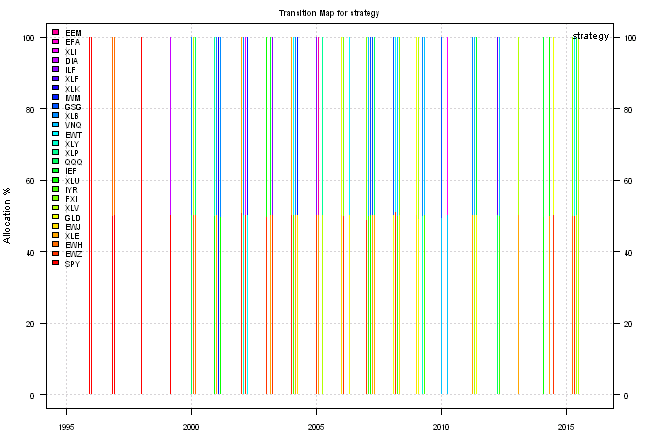 Transition Map for strategy
strategy
EEM
EFA
XLI
DIA
ILF
XLF
XLK
IWM
GSG
XLB
VNQ
EWT
XLY
XLP
QQQ
IEF
XLU
IYR
FXI
XLV
GLD
EWJ
XLE
EWH
EWZ
SPY
Allocation %
100
80
60
40
20
0
100
80
60
40
20
0
1995
2000
2005
2010
2015